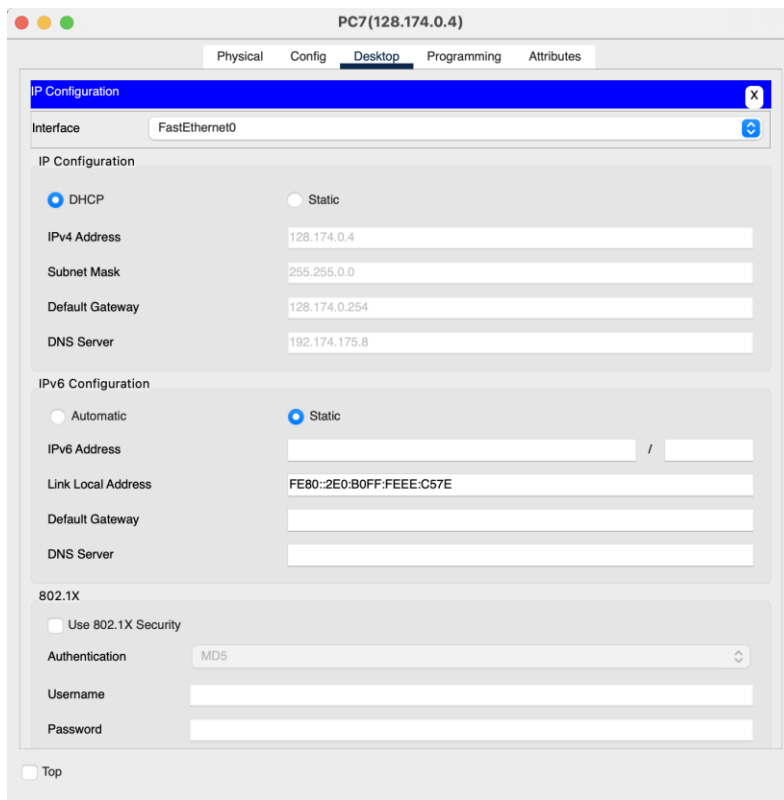 PC7(128.174.0.4)
Physical Config Desktop Programming Attributes
IP Configuration X
Interface FastEthernet0
IP Configuration
DHCP Static
IPv4 Address 128.174.0.4
Subnet Mask 255.255.0.0
Default Gateway 128.174.0.254
DNS Server 192.174.175.8
IPv6 Configuration
Automatic Static
IPv6 Address /
Link Local Address FE80::2E0:B0FF:FEEE:C57E
Default Gateway
DNS Server
802.1X
Use 802.1X Security
Authentication MD5
Username
Password
Top